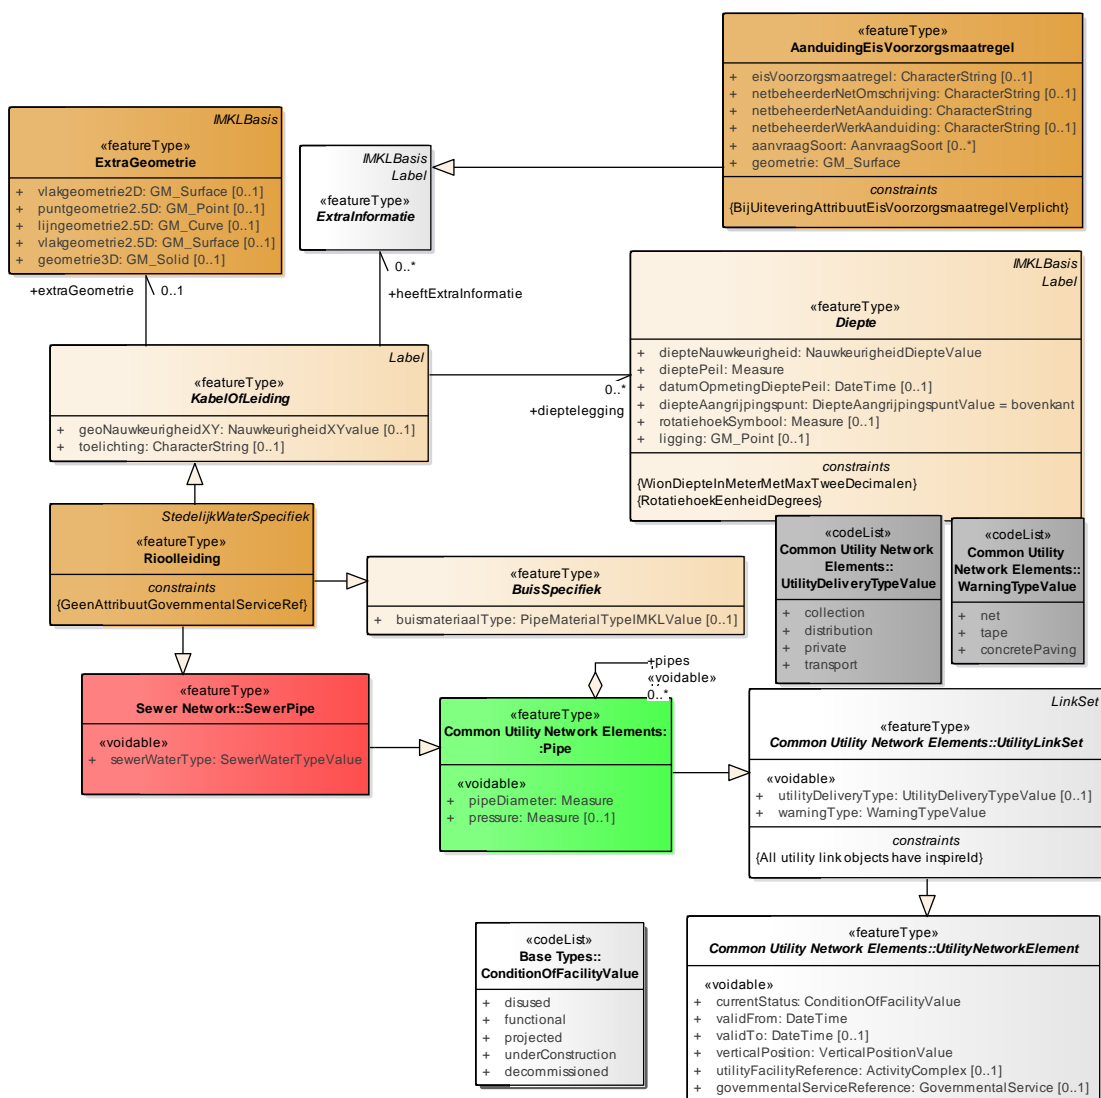 «featureType»
AanduidingEisVoorzorgsmaatregel
+ eisVoorzorgsmaatregel: CharacterString [0..1]
+ netbeheerderNetOmschrijving: CharacterString [0..1]
+ netbeheerderNetAanduiding: CharacterString
+ netbeheerderWerkAanduiding: CharacterString [0..1]
+ aanvraagSoort: AanvraagSoort [0..*]
+ geometrie: GM_Surface
constraints
{BijUiteveringAttribuutEisVoorzorgsmaatregelVerplicht}
IMKLBasis
«featureType»
ExtraGeometrie
+ vlakgeometrie2D: GM_Surface [0..1]
+ puntgeometrie2.5D: GM_Point [0..1]
+ lijngeometrie2.5D: GM_Curve [0..1]
+ vlakgeometrie2.5D: GM_Surface [0..1]
+ geometrie3D: GM_Solid [0..1]
IMKLBasis
Label
«featureType»
ExtraInformatie
+extraGeometrie
0..1
0..*
+heeftExtraInformatie
IMKLBasis
Label
«featureType»
Diepte
+ diepteNauwkeurigheid: NauwkeurigheidDiepteValue
+ dieptePeil: Measure
+ datumOpmetingDieptePeil: DateTime [0..1]
+ diepteAangrijpingspunt: DiepteAangrijpingspuntValue = bovenkant
+ rotatiehoekSymbool: Measure [0..1]
+ ligging: GM_Point [0..1]
constraints
{WionDiepteInMeterMetMaxTweeDecimalen}
{RotatiehoekEenheidDegrees}
Label
«featureType»
KabelOfLeiding
+ geoNauwkeurigheidXY: NauwkeurigheidXYvalue [0..1]
+ toelichting: CharacterString [0..1]
0..*
+dieptelegging
StedelijkWaterSpecifiek
«featureType»
Rioolleiding
constraints
{GeenAttribuutGovernmentalServiceRef}
«featureType»
BuisSpecifiek
+ buismateriaalType: PipeMaterialTypeIMKLValue [0..1]
«codeList»
Common Utility Network
Elements::
UtilityDeliveryTypeValue
+ collection
+ distribution
+ private
+ transport
«codeList»
Common Utility
Network Elements::
WarningTypeValue
+ net
+ tape
+ concretePaving
«featureType»
Sewer Network::SewerPipe
«voidable»
+ sewerWaterType: SewerWaterTypeValue
+pipes
«voidable»
0..*
«featureType»
Common Utility Network Elements:
:Pipe
«voidable»
+ pipeDiameter: Measure
+ pressure: Measure [0..1]
LinkSet
«featureType»
Common Utility Network Elements::UtilityLinkSet
«voidable»
+ utilityDeliveryType: UtilityDeliveryTypeValue [0..1]
+ warningType: WarningTypeValue
constraints
{All utility link objects have inspireId}
«codeList»
Base Types::
ConditionOfFacilityValue
+ disused
+ functional
+ projected
+ underConstruction
+ decommissioned
«featureType»
Common Utility Network Elements::UtilityNetworkElement
«voidable»
+ currentStatus: ConditionOfFacilityValue
+ validFrom: DateTime
+ validTo: DateTime [0..1]
+ verticalPosition: VerticalPositionValue
+ utilityFacilityReference: ActivityComplex [0..1]
+ governmentalServiceReference: GovernmentalService [0..1]